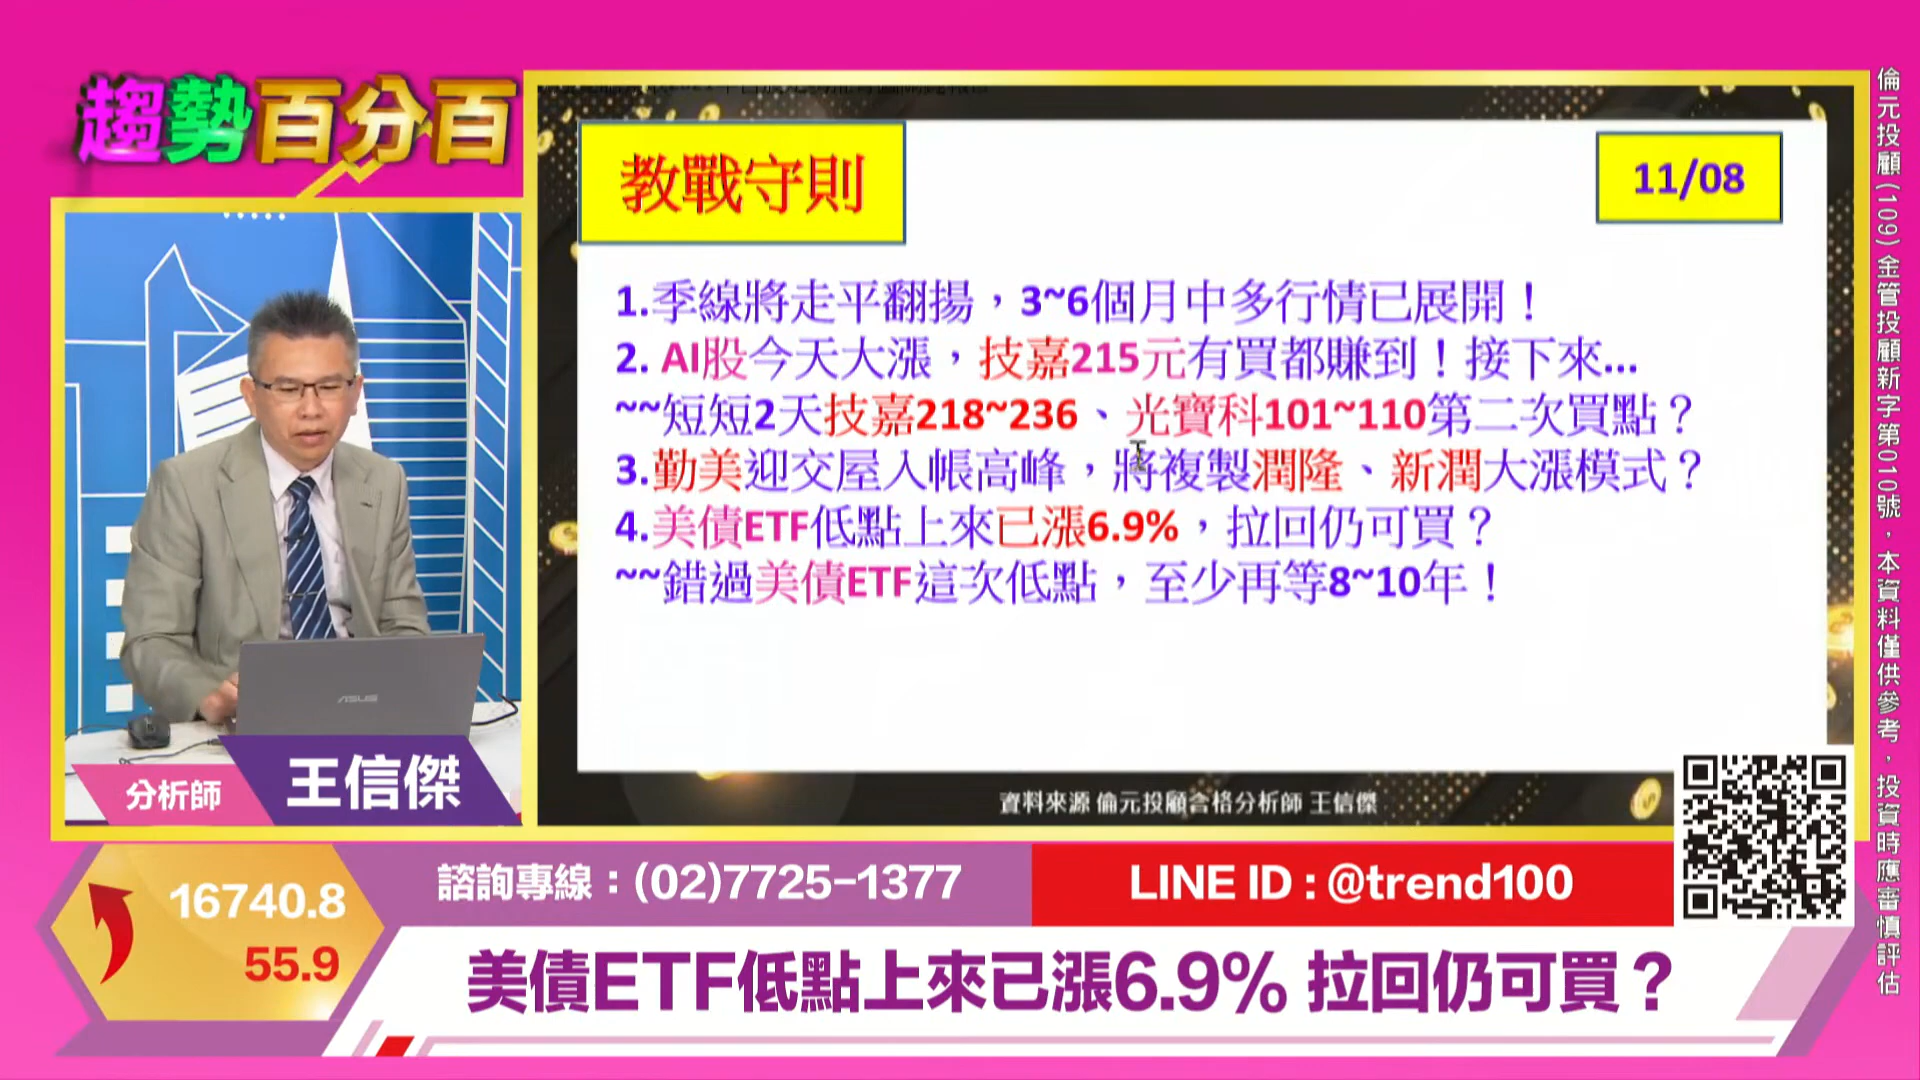 趨勢百分百
教戰守則
11/08
1.季線將走平翻揚，3~6個月中多行情已展開！
2. AI股今天大漲，技嘉215元有買都賺到！接下來...
~~短短2天技嘉218~236、光寶科101~110第二次買點？
3.勤美迎交屋入帳高峰，將複製潤隆、新潤大漲模式？
4.美債ETF低點上來已漲6.9%，拉回仍可買？
~~錯過美債ETF這次低點，至少再等8~10年！
ASUS
分析師 王信傑
資料來源 倫元投顧合格分析師 王信傑
倫元投顧(109)金管投顧新字第010號，本資料僅供參考，投資時應審慎評估
16740.8
55.9
諮詢專線：(02)7725-1377
LINE ID : @trend100
美債ETF低點上來已漲6.9% 拉回仍可買？